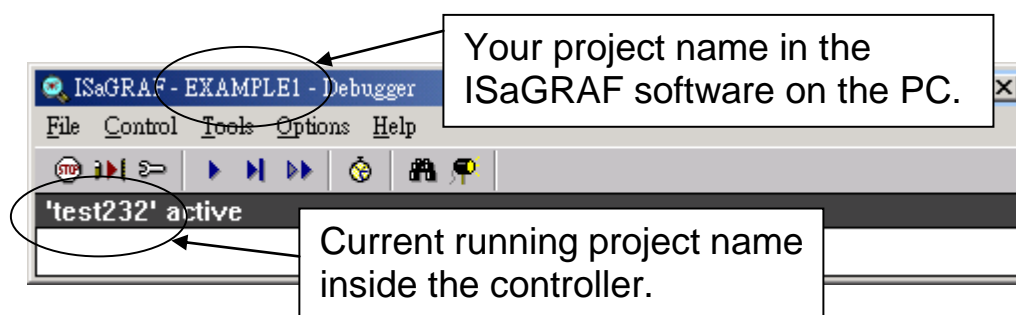 Your project name in the
ISaGRAF software on the PC.
ISaGRAF - EXAMPLE1 - Debugger
File Control Tools Options Help
STOP
'test232' active
Current running project name
inside the controller.